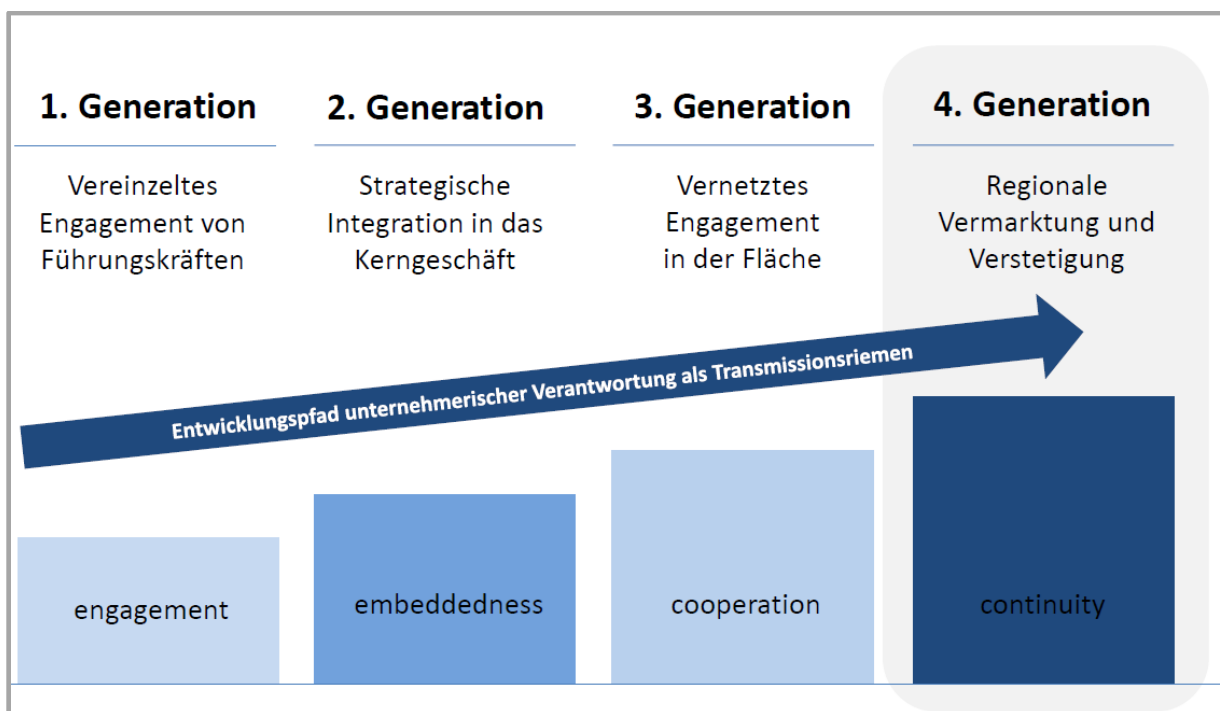 1. Generation
Vereinzeltes
Engagement von
Führungskräften
2. Generation
Strategische
Integration in das
Kerngeschäft
3. Generation
Vernetztes
Engagement
in der Fläche
4. Generation
Regionale
Vermarktung und
Verstetigung
Entwicklungspfad unternehmerischer Verantwortung als Transmissionsriemen
engagement
embeddedness
cooperation
continuity